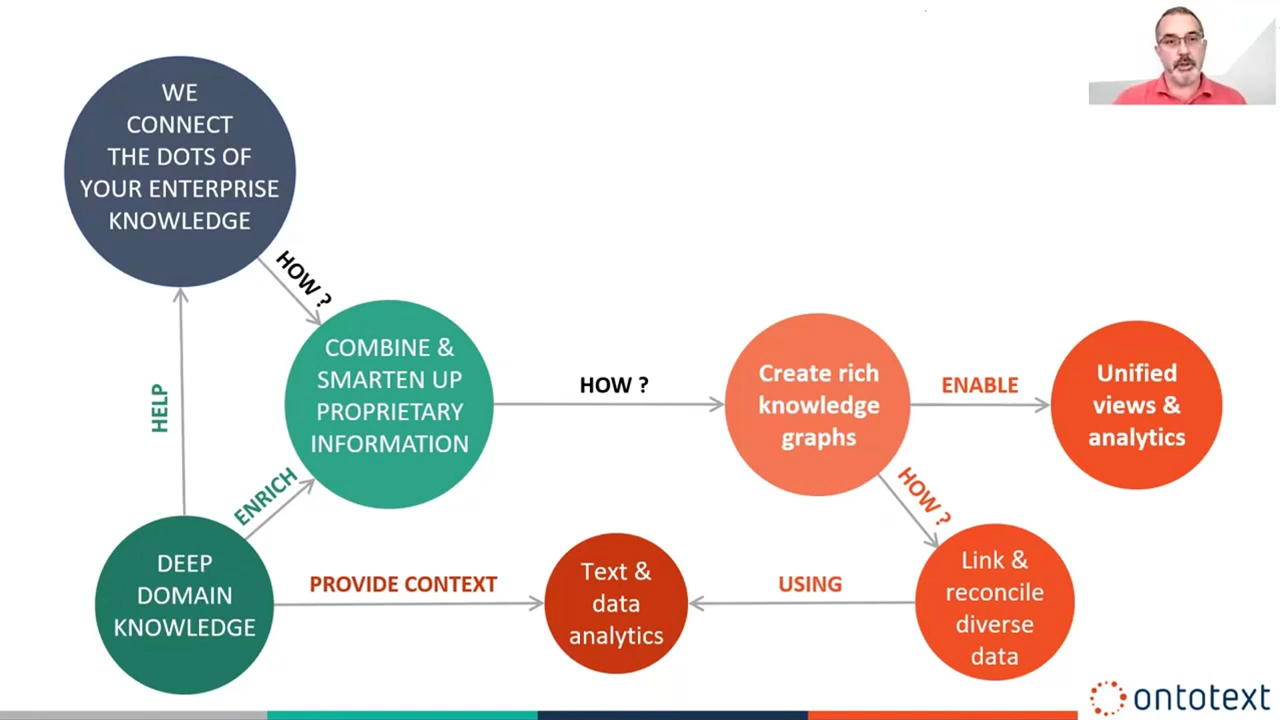 WE
CONNECT
THE DOTS OF
YOUR ENTERPRISE
KNOWLEDGE
HOW ?
COMBINE &
SMARTEN UP
PROPRIETARY
INFORMATION
HOW ?
Create rich
knowledge
graphs
ENABLE
Unified
views &
analytics
HELP
ENRICH
HOW ?
DEEP
DOMAIN
KNOWLEDGE
PROVIDE CONTEXT
Text &
data
analytics
USING
Link &
reconcile
diverse
data
ontotext